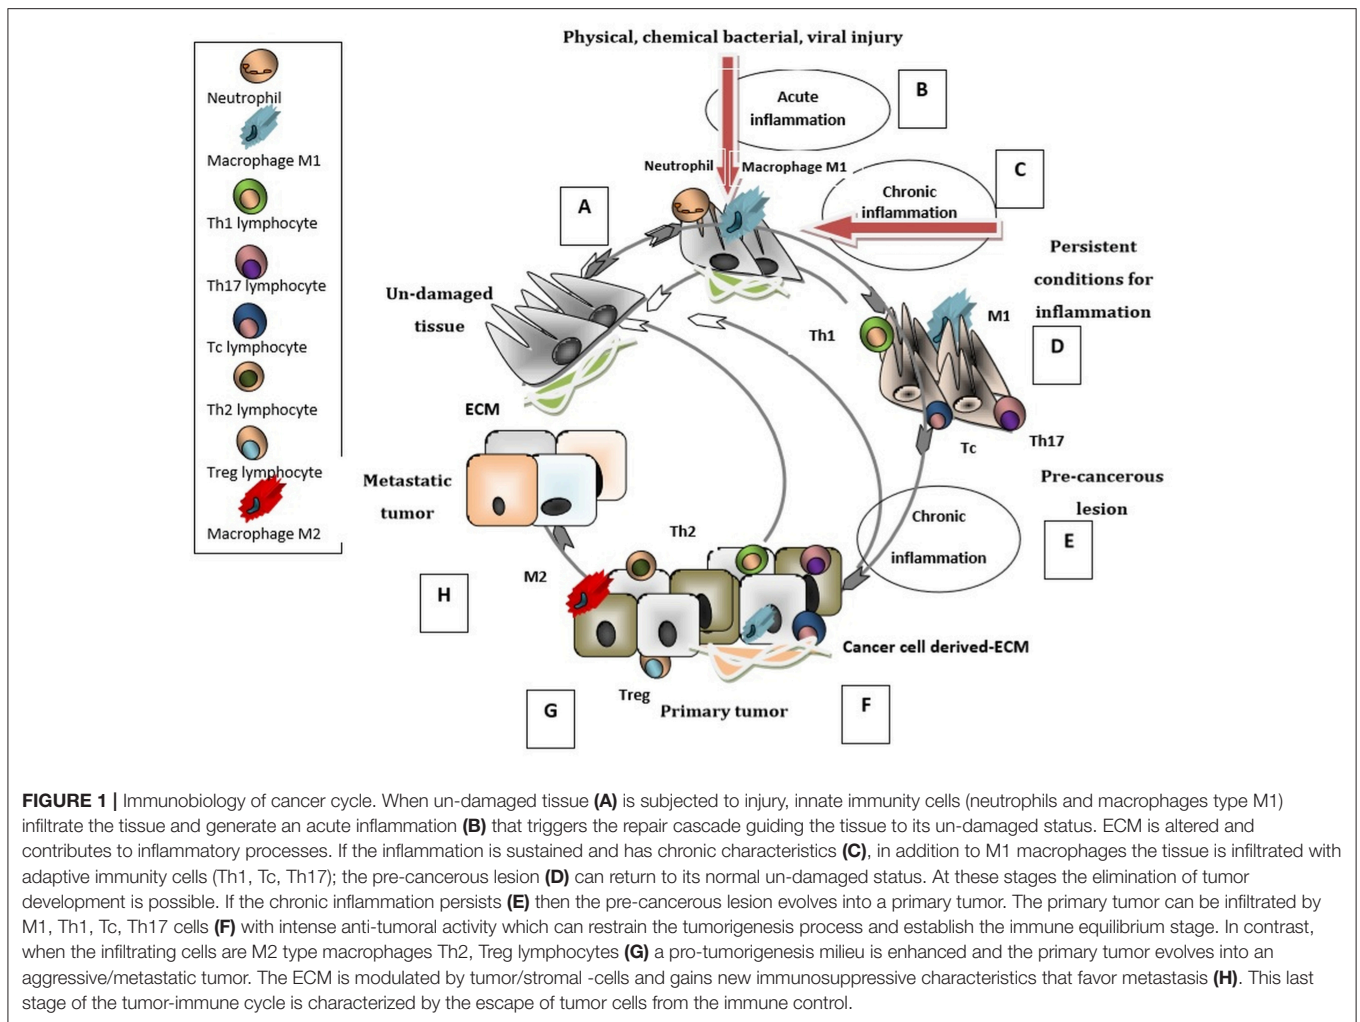 Physical, chemical bacterial, viral injury
Neutrophil
Macrophage M1
Th1 lymphocyte
Th17 lymphocyte
Tc lymphocyte
Th2 lymphocyte
Treg lymphocyte
Macrophage M2
Acute
inflammation
B
Neutrophil
Macrophage M1
C
Chronic
inflammation
A
Persistent
conditions for
inflammation
Un-damaged
tissue
M1
Th1
D
ECM
Tc
Th17
Metastatic
tumor
Pre-cancerous
lesion
Chronic
inflammation
E
Th2
M2
H
Cancer cell derived-ECM
Treg
Primary tumor
G
F
FIGURE 1 | Immunobiology of cancer cycle. When un-damaged tissue (A) is subjected to injury, innate immunity cells (neutrophils and macrophages type M1)
infiltrate the tissue and generate an acute inflammation (B) that triggers the repair cascade guiding the tissue to its un-damaged status. ECM is altered and
contributes to inflammatory processes. If the inflammation is sustained and has chronic characteristics (C), in addition to M1 macrophages the tissue is infiltrated with
adaptive immunity cells (Th1, Tc, Th17); the pre-cancerous lesion (D) can return to its normal un-damaged status. At these stages the elimination of tumor
development is possible. If the chronic inflammation persists (E) then the pre-cancerous lesion evolves into a primary tumor. The primary tumor can be infiltrated by
M1, Th1, Tc, Th17 cells (F) with intense anti-tumoral activity which can restrain the tumorigenesis process and establish the immune equilibrium stage. In contrast,
when the infiltrating cells are M2 type macrophages Th2, Treg lymphocytes (G) a pro-tumorigenesis milieu is enhanced and the primary tumor evolves into an
aggressive/metastatic tumor. The ECM is modulated by tumor/stromal -cells and gains new immunosuppressive characteristics that favor metastasis (H). This last
stage of the tumor-immune cycle is characterized by the escape of tumor cells from the immune control.